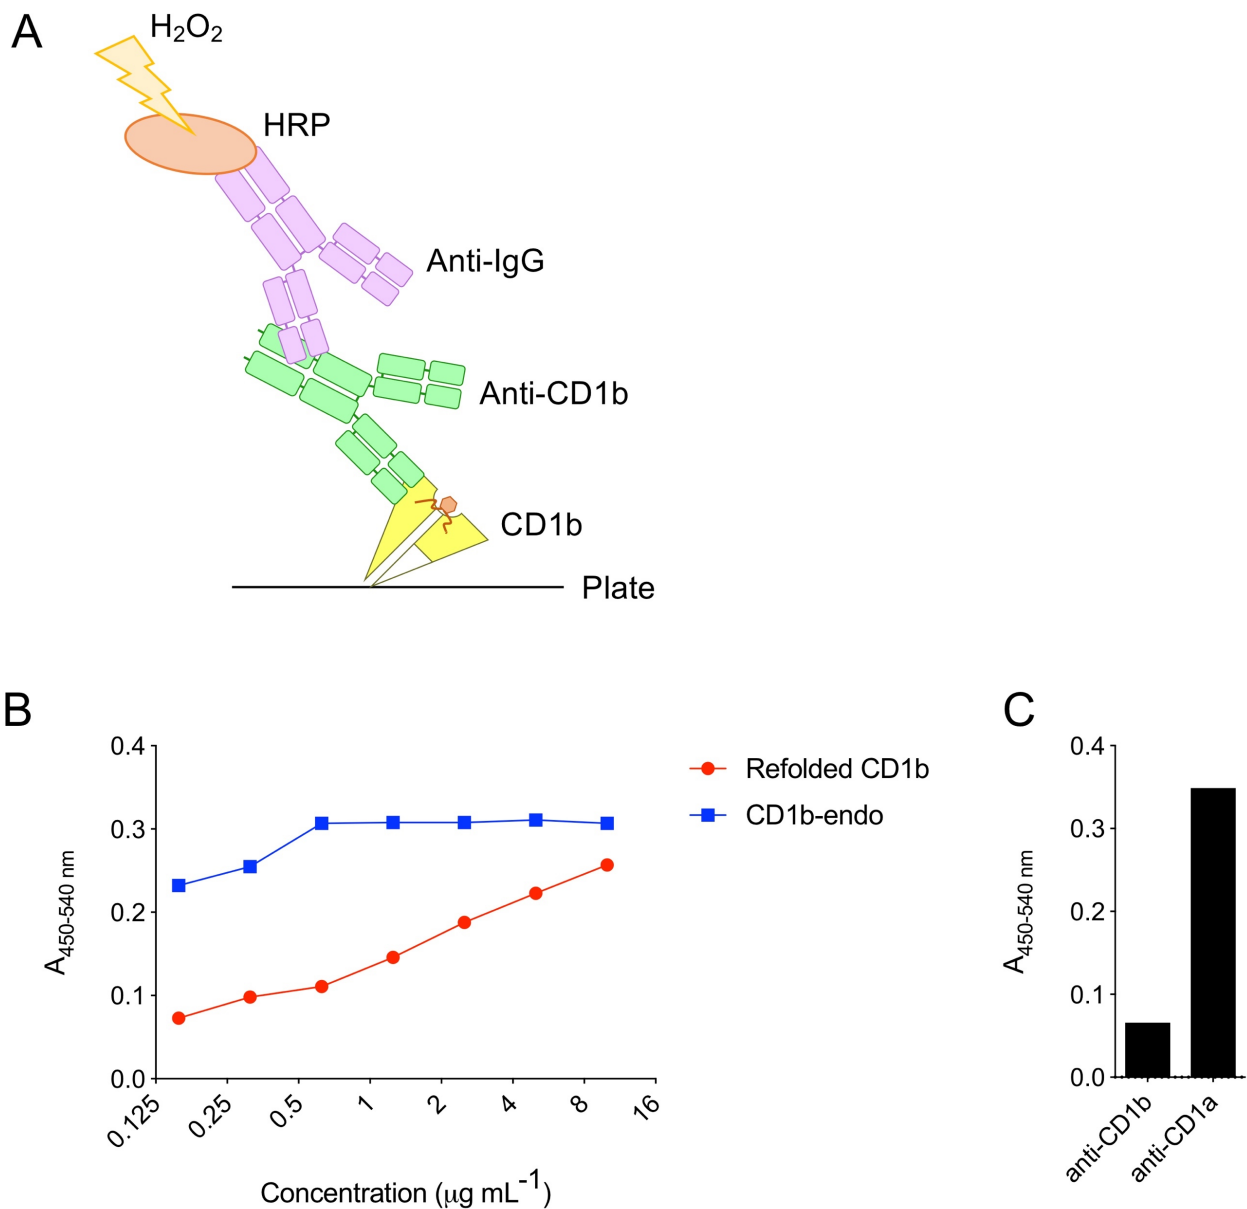 A
H₂O₂
HRP
Anti-IgG
Anti-CD1b
CD1b
Plate
B
0.4
0.3
0.2
0.1
0.0
A450-540 nm
0.125
0.25
0.5
1
2
4
8
16
Concentration (μg mL⁻¹)
Refolded CD1b
CD1b-endo
C
0.4
0.3
0.2
0.1
0.0
A450-540 nm
anti-CD1b
anti-CD1a